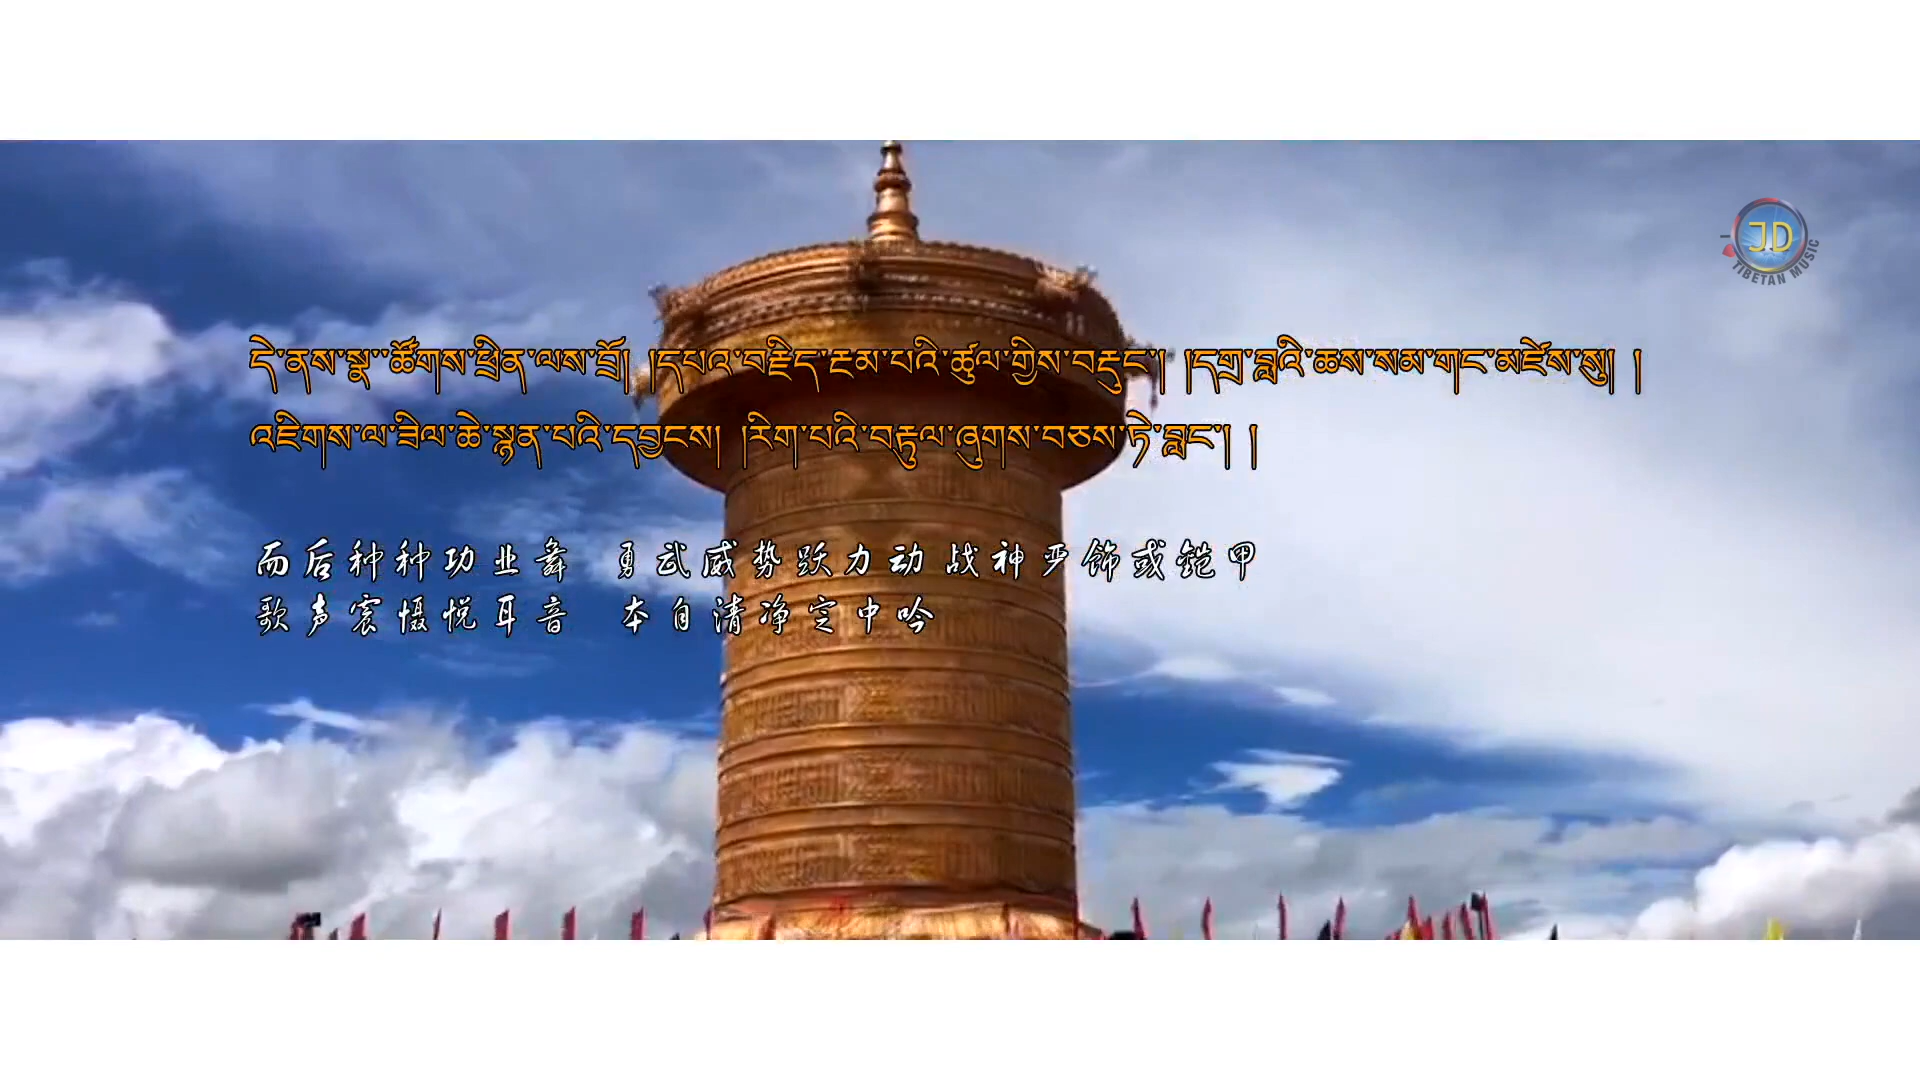 དེ་ནས་སྣ་ཚོགས་ཕྲིན་ལས་བྲོ། །དཔའ་བརྗིད་རྔམ་པའི་ཚུལ་གྱིས་བརྡུང་། །དགྲ་བླའི་ཆས་སམ་གང་མཛེས་སུ། །
འཇིགས་ལ་ཟིལ་ཆེ་སྙན་པའི་དབྱངས། །རིག་པའི་བརྟུལ་ཞུགས་བཅས་ཏེ་བླང་། །
而后种种功业舞 勇武威势跃力动 战神严饰或铠甲
歌声震慑悦耳音 本自清净定中吟
JD
TIBETAN MUSIC